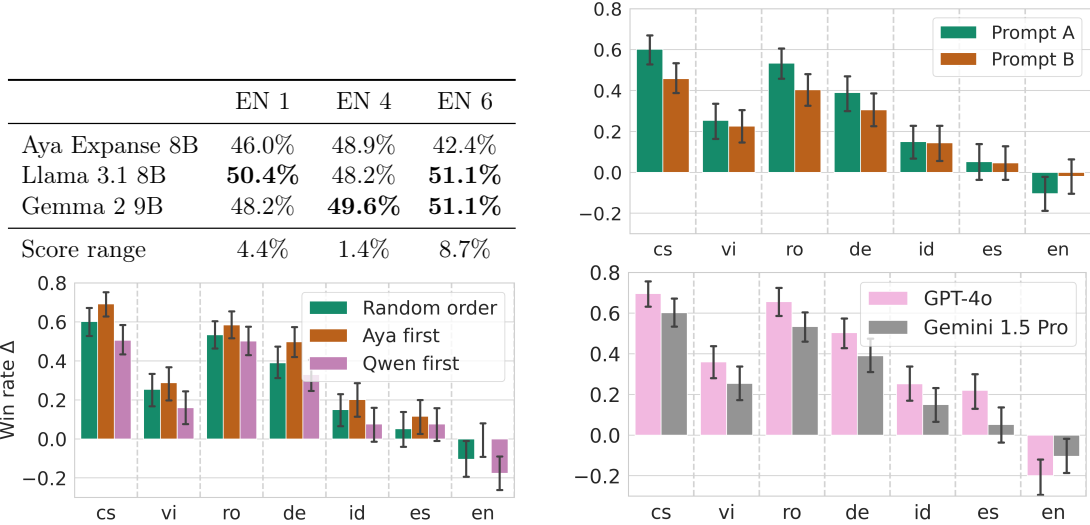 EN 1 EN 4 EN 6
Aya Expanse 8B 46.0% 48.9% 42.4%
Llama 3.1 8B 50.4% 48.2% 51.1%
Gemma 2 9B 48.2% 49.6% 51.1%
Score range 4.4% 1.4% 8.7%
0.8
0.6
0.4
0.2
0.0
−0.2
Prompt A
Prompt B
cs vi ro de id es en
Win rate Δ
0.8
0.6
0.4
0.2
0.0
−0.2
Random order
Aya first
Qwen first
cs vi ro de id es en
0.8
0.6
0.4
0.2
0.0
−0.2
GPT-4o
Gemini 1.5 Pro
cs vi ro de id es en